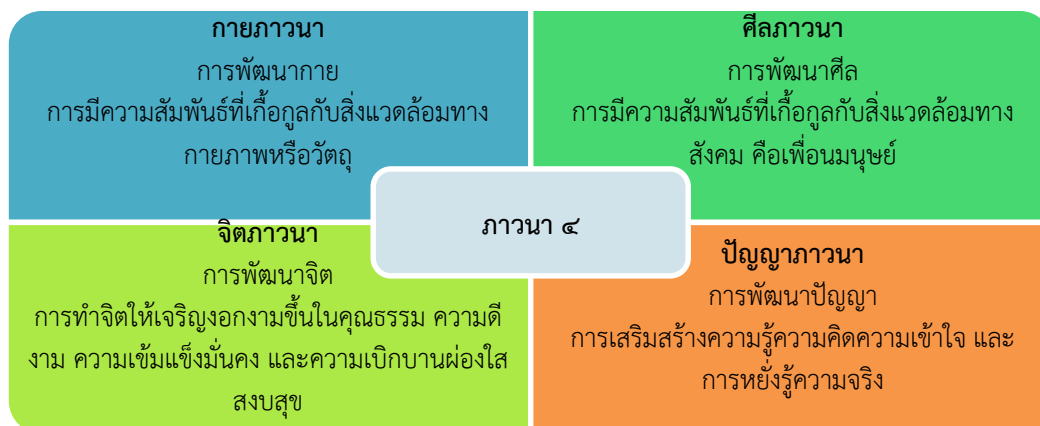 กายภาวนา
การพัฒนากาย
การมีความสัมพันธ์ที่เกื้อกูลกับสิ่งแวดล้อมทาง
กายภาพหรือวัตถุ
ศีลภาวนา
การพัฒนาศีล
การมีความสัมพันธ์ที่เกื้อกูลกับสิ่งแวดล้อมทาง
สังคม คือเพื่อนมนุษย์
ภาวนา ๔
จิตภาวนา
การพัฒนาจิต
การทำจิตให้เจริญงอกงามขึ้นในคุณธรรม ความดี
งาม ความเข้มแข็งมั่นคง และความเบิกบานผ่องใส
สงบสุข
ปัญญาภาวนา
การพัฒนาปัญญา
การเสริมสร้างความรู้ความคิดความเข้าใจ และ
การหยั่งรู้ความจริง